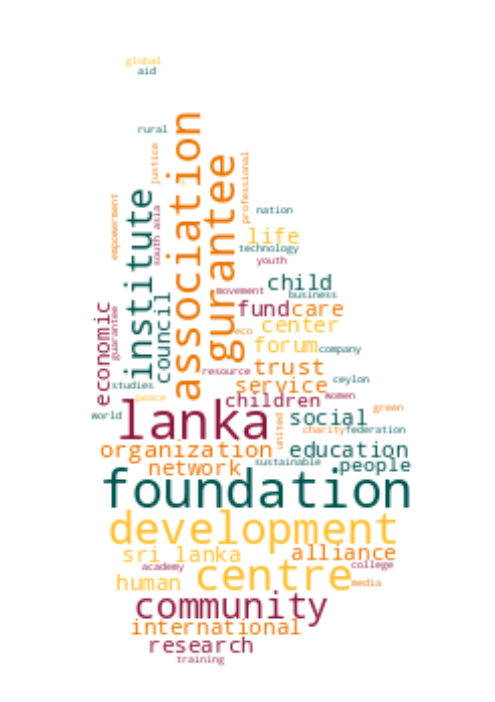 global
aid
rural
association
justice
gurantee
professional
institute
empowerment
south asia
nation
life
technology
youth
council
child
movement
business
economic
guarantee
fund care
center
eco
forum company
trust
resource
service
ceylon
studies
peace
children women
world
lanka
green
social
united
charity federation
organization education
network sustainable people
foundation
development
sri lanka alliance
academy
centre college
human media
community
international
research
training